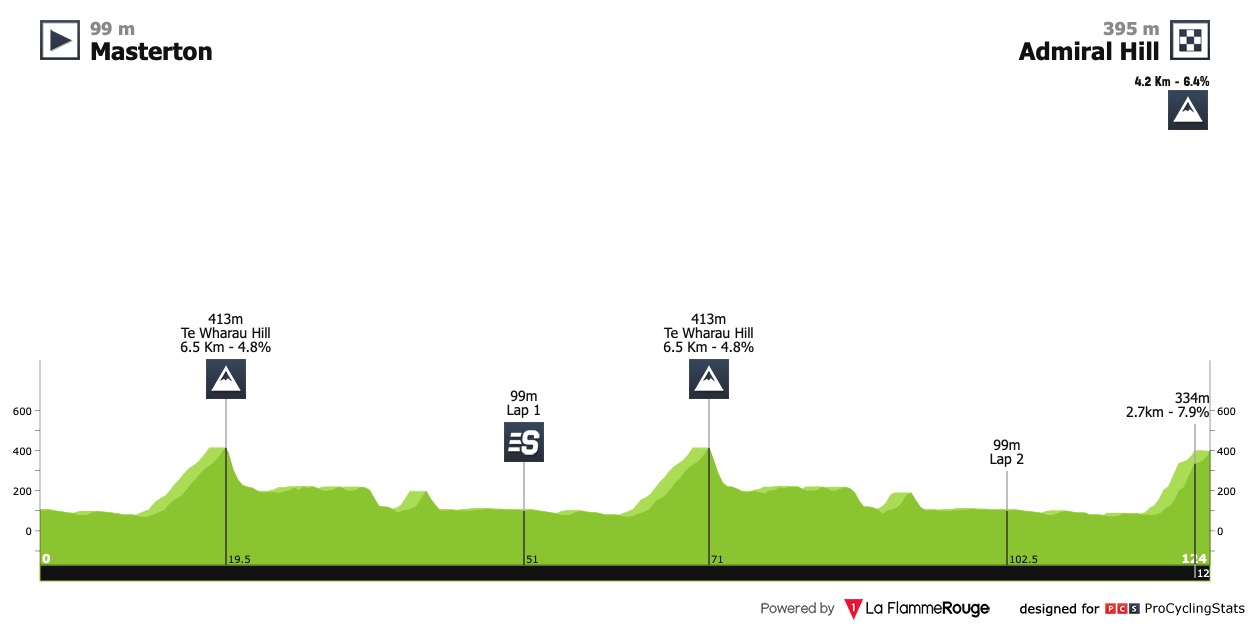 99 m
Masterton
395 m
Admiral Hill
4.2 Km - 6.4%
413m
Te Wharau Hill
6.5 Km - 4.8%
413m
Te Wharau Hill
6.5 Km - 4.8%
99m
Lap 1
334m
2.7km - 7.9%
99m
Lap 2
600
400
200
0
600
400
200
0
0
19.5
51
71
102.5
124
12
Powered by
1
La FlammeRouge
designed for
PCS
ProCyclingStats